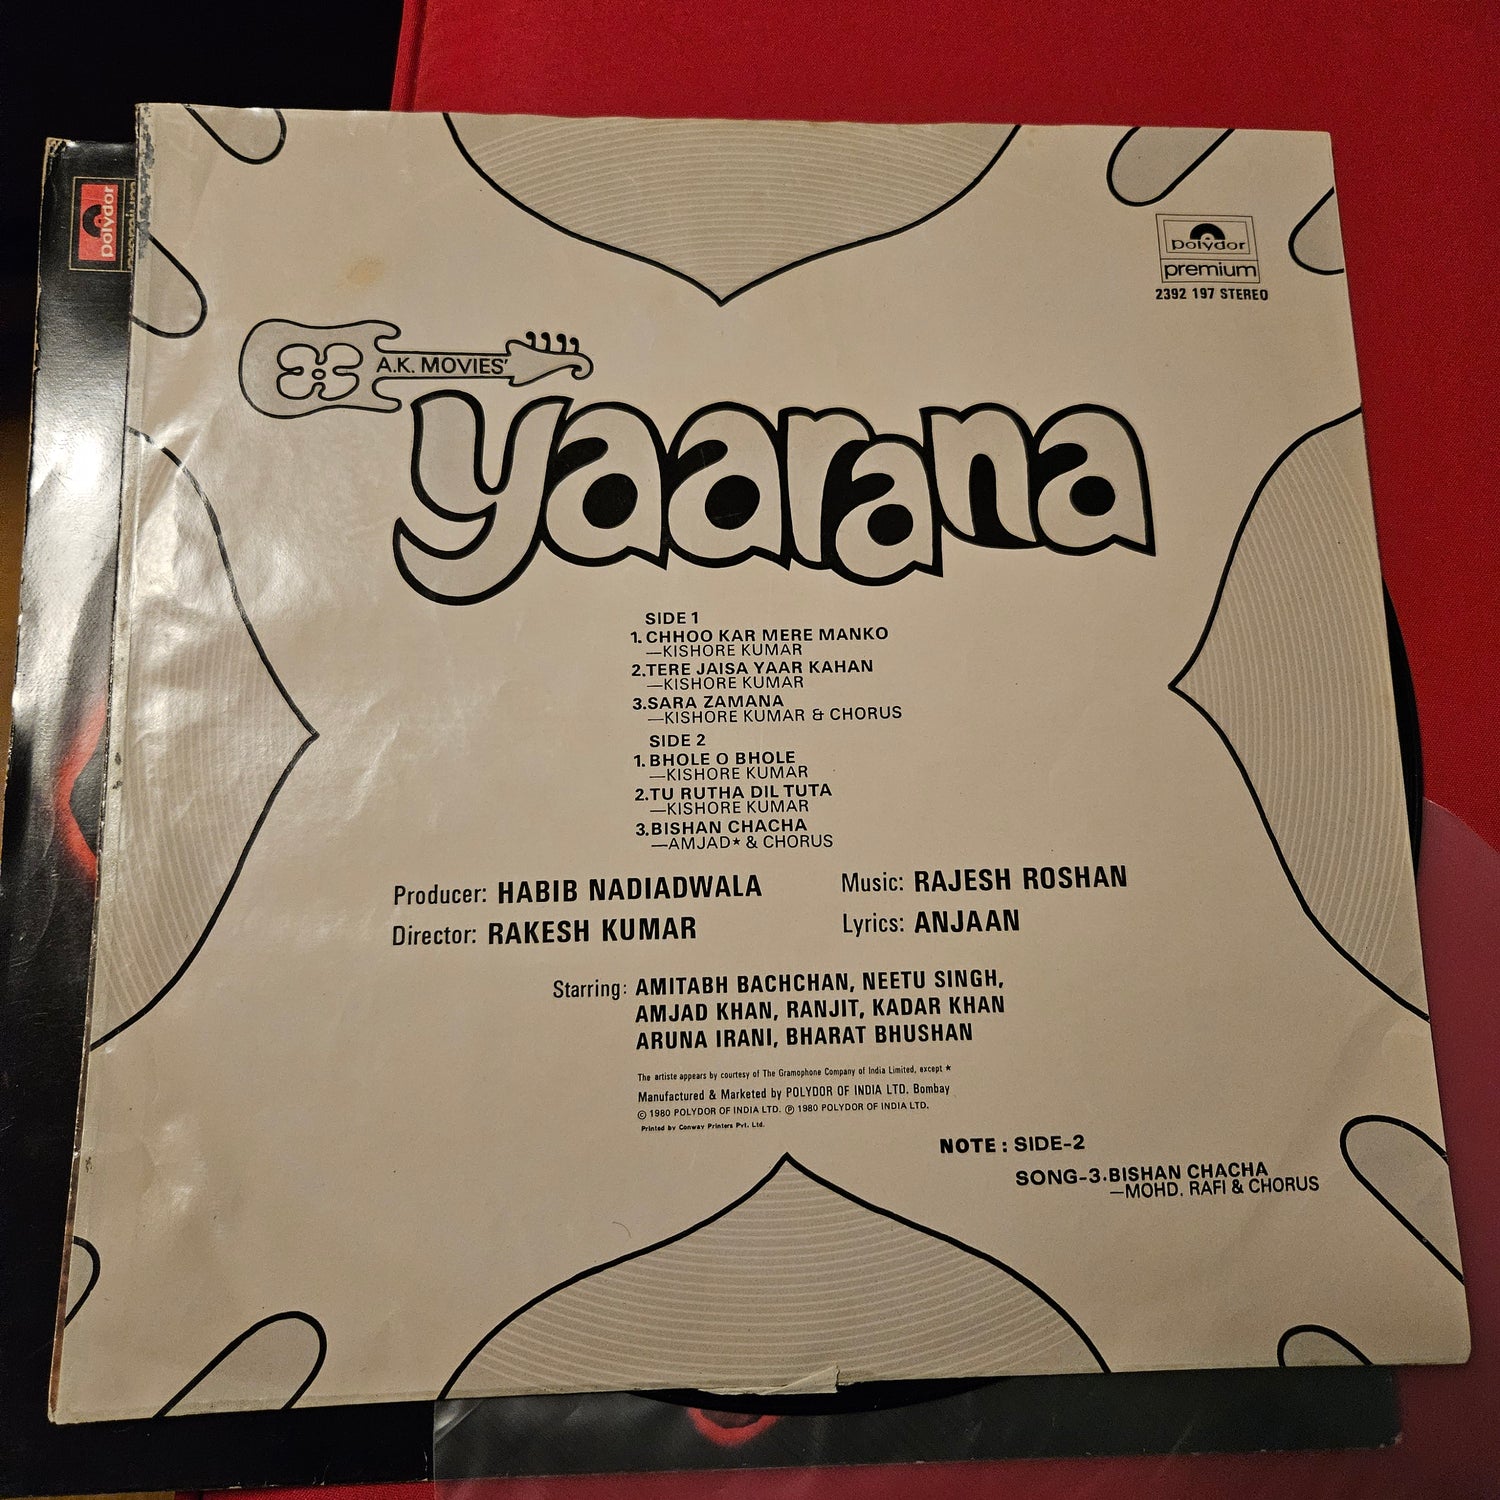 polydor
premium
polydor
premium
2392 197 STEREO
A.K. MOVIES'
yaarana
SIDE 1
1. CHHOO KAR MERE MANKO
—KISHORE KUMAR
2. TERE JAISA YAAR KAHAN
—KISHORE KUMAR
3. SARA ZAMANA
—KISHORE KUMAR & CHORUS
SIDE 2
1. BHOLE O BHOLE
—KISHORE KUMAR
2. TU RUTHA DIL TUTA
—KISHORE KUMAR
3. BISHAN CHACHA
—AMJAD★ & CHORUS
Producer: HABIB NADIADWALA
Director: RAKESH KUMAR
Music: RAJESH ROSHAN
Lyrics: ANJAAN
Starring: AMITABH BACHCHAN, NEETU SINGH,
AMJAD KHAN, RANJIT, KADAR KHAN
ARUNA IRANI, BHARAT BHUSHAN
The artiste appears by courtesy of The Gramophone Company of India Limited, except ★
Manufactured & Marketed by POLYDOR OF INDIA LTD. Bombay
© 1980 POLYDOR OF INDIA LTD. ℗ 1980 POLYDOR OF INDIA LTD.
Printed by Conway Printers Pvt. Ltd.
NOTE : SIDE-2
SONG-3. BISHAN CHACHA
—MOHD. RAFI & CHORUS